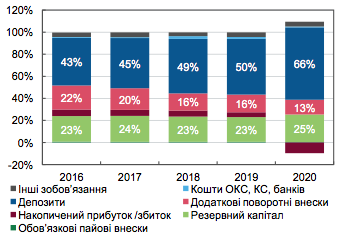 120%
100%
80%
60%
40%
20%
0%
-20%
43% 45% 49% 50% 66%
22% 20% 16% 16% 13%
23% 24% 23% 23% 25%
2016 2017 2018 2019 2020
Інші зобов'язання Кошти ОКС, КС, банків
Депозити Додаткові поворотні внески
Накопичений прибуток /збиток Резервний капітал
Обов'язкові пайові внески